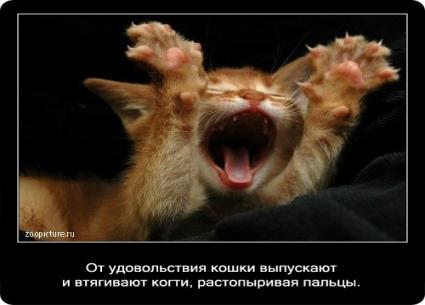 zoopicture.ru
От удовольствия кошки выпускают
и втягивают когти, растопыривая пальцы.